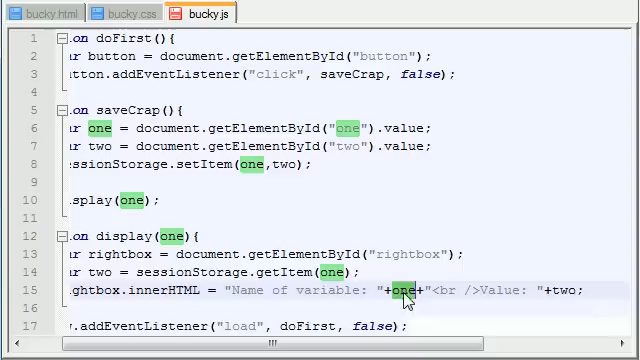 bucky.html bucky.css bucky.js
1 on doFirst(){
2 ar button = document.getElementById("button");
3 utton.addEventListener("click", saveCrap, false);
4
5 on saveCrap(){
6 ar one = document.getElementById("one").value;
7 ar two = document.getElementById("two").value;
8 essionStorage.setItem(one,two);
9
10 splay(one);
11
12 on display(one){
13 ar rightbox = document.getElementById("rightbox");
14 ar two = sessionStorage.getItem(one);
15 ightbox.innerHTML = "Name of variable: "+one+"<br />Value: "+two;
16
17 .addEventListener("load", doFirst, false);